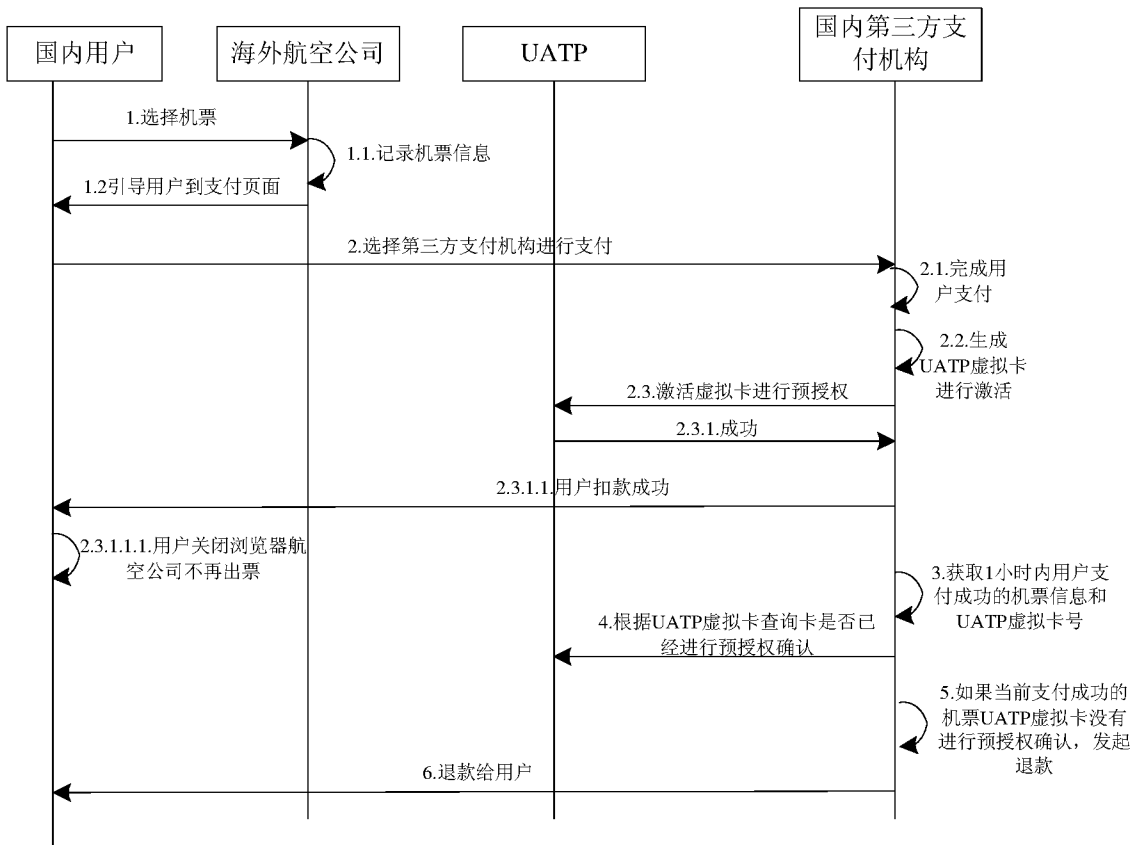 国内用户
海外航空公司
UATP
国内第三方支
付机构
1.选择机票
1.1.记录机票信息
1.2引导用户到支付页面
2.选择第三方支付机构进行支付
2.1.完成用
户支付
2.2.生成
UATP虚拟卡
进行激活
2.3.激活虚拟卡进行预授权
2.3.1.成功
2.3.1.1.用户扣款成功
2.3.1.1.1.用户关闭浏览器航
空公司不再出票
3.获取1小时内用户支
付成功的机票信息和
UATP虚拟卡号
4.根据UATP虚拟卡查询卡是否已
经进行预授权确认
5.如果当前支付成功的
机票UATP虚拟卡没有
进行预授权确认，发起
退款
6.退款给用户